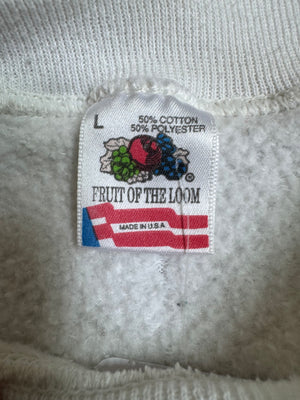 L
50% COTTON
50% POLYESTER
®
FRUIT OF THE LOOM
MADE IN U.S.A.